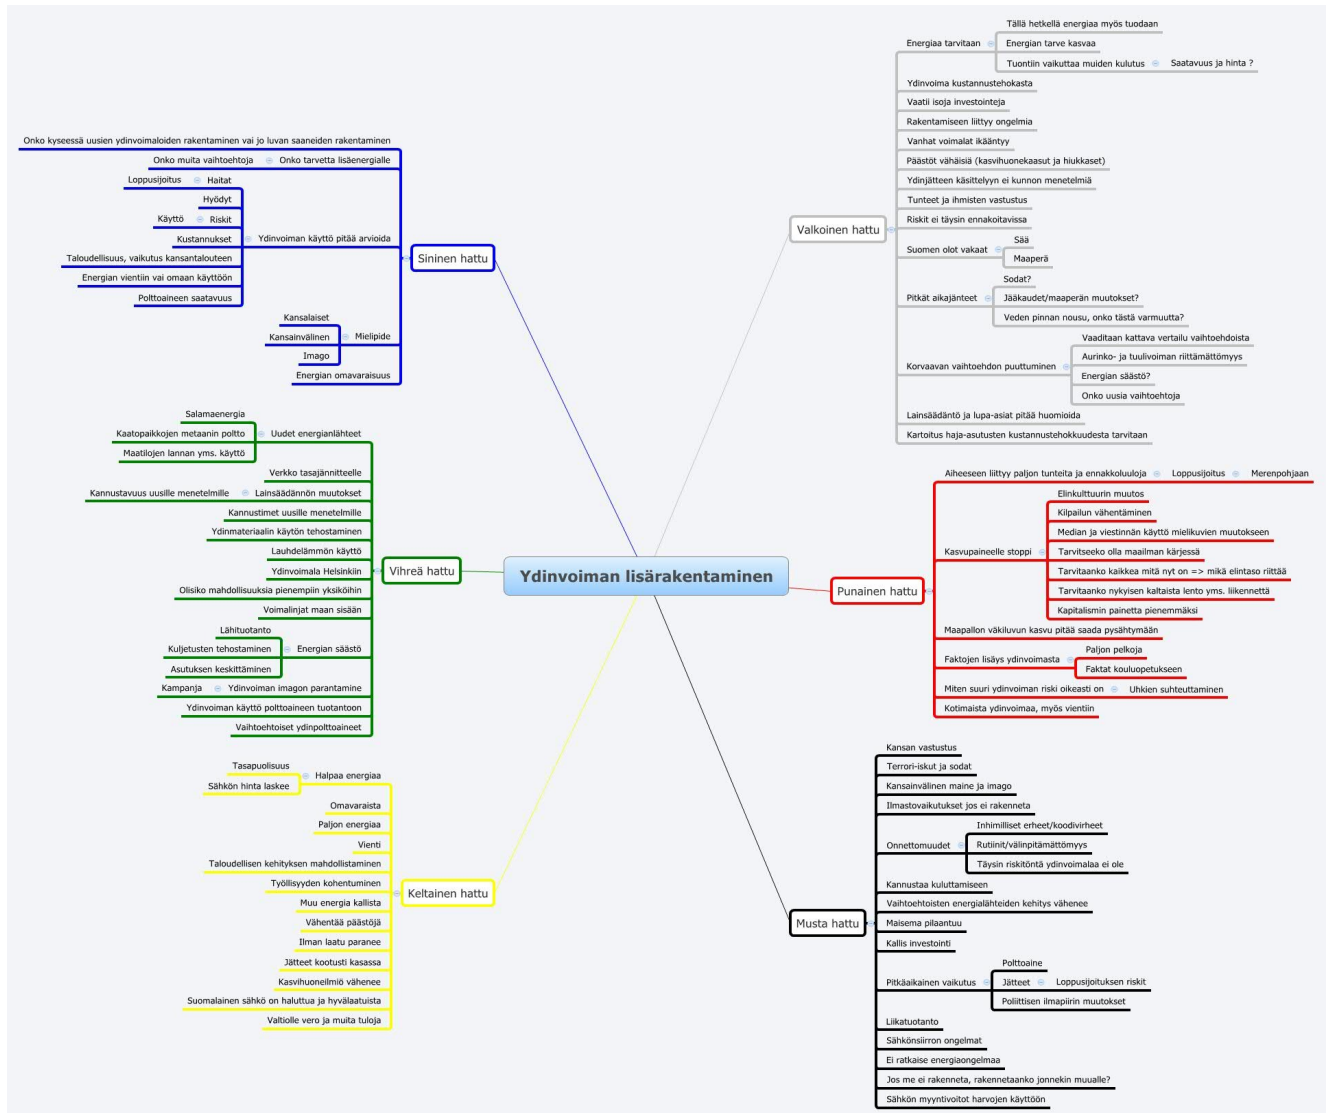 Ydinvoiman lisärakentaminen
Valkoinen hattu
Energiaa tarvitaan
Tällä hetkellä energiaa myös tuodaan
Energian tarve kasvaa
Tuontiin vaikuttaa muiden kulutus
Saatavuus ja hinta ?
Ydinvoima kustannustehokasta
Vaatii isoja investointeja
Rakentamiseen liittyy ongelmia
Vanhat voimalat ikääntyy
Päästöt vähäisiä (kasvihuonekaasut ja hiukkaset)
Ydinjätteen käsittelyyn ei kunnon menetelmiä
Tunteet ja ihmisten vastustus
Riskit ei täysin ennakoitavissa
Suomen olot vakaat
Sää
Maaperä
Pitkät aikajänteet
Sodat?
Jääkaudet/maaperän muutokset?
Veden pinnan nousu, onko tästä varmuutta?
Korvaavan vaihtoehdon puuttuminen
Vaaditaan kattava vertailu vaihtoehdoista
Aurinko- ja tuulivoiman riittämättömyys
Energian säästö?
Onko uusia vaihtoehtoja
Lainsäädäntö ja lupa-asiat pitää huomioida
Kartoitus haja-asutusten kustannustehokkuudesta tarvitaan
Punainen hattu
Aiheeseen liittyy paljon tunteita ja ennakkoluuloja
Loppusijoitus
Merenpohjaan
Kasvupaineelle stoppi
Elinkulttuurin muutos
Kilpailun vähentäminen
Median ja viestinnän käyttö mielikuvien muutokseen
Tarvitseeko olla maailman kärjessä
Tarvitaanko kaikkea mitä nyt on => mikä elintaso riittää
Tarvitaanko nykyisen kaltaista lento yms. liikennettä
Kapitalismin painetta pienemmäksi
Maapallon väkiluvun kasvu pitää saada pysähtymään
Faktojen lisäys ydinvoimasta
Paljon pelkoja
Faktat kouluopetukseen
Miten suuri ydinvoiman riski oikeasti on
Uhkien suhteuttaminen
Kotimaista ydinvoimaa, myös vientiin
Musta hattu
Kansan vastustus
Terrori-iskut ja sodat
Kansainvälinen maine ja imago
Ilmastovaikutukset jos ei rakenneta
Onnettomuudet
Inhimilliset erheet/koodivirheet
Rutiinit/välinpitämättömyys
Täysin riskitöntä ydinvoimalaa ei ole
Kannustaa kuluttamiseen
Vaihtoehtoisten energialähteiden kehitys vähenee
Maisema pilaantuu
Kallis investointi
Pitkäaikainen vaikutus
Polttoaine
Jätteet
Loppusijoituksen riskit
Poliittisen ilmapiirin muutokset
Liikatuotanto
Sähkönsiirron ongelmat
Ei ratkaise energiaongelmaa
Jos me ei rakenneta, rakennetaanko jonnekin muualle?
Sähkön myyntivoitot harvojen käyttöön
Sininen hattu
Onko kyseessä uusien ydinvoimaloiden rakentaminen vai jo luvan saaneiden rakentaminen
Onko tarvetta lisäenergialle
Onko muita vaihtoehtoja
Ydinvoiman käyttö pitää arvioida
Haitat
Loppusijoitus
Hyödyt
Riskit
Käyttö
Kustannukset
Taloudellisuus, vaikutus kansantalouteen
Energian vientiin vai omaan käyttöön
Polttoaineen saatavuus
Mielipide
Kansalaiset
Kansainvälinen
Imago
Energian omavaraisuus
Vihreä hattu
Uudet energianlähteet
Salamaenergia
Kaatopaikkojen metaanin poltto
Maatilojen lannan yms. käyttö
Verkko tasajännitteelle
Lainsäädännön muutokset
Kannustavuus uusille menetelmille
Kannustimet uusille menetelmille
Ydinmateriaalin käytön tehostaminen
Lauhdelämmön käyttö
Ydinvoimala Helsinkiin
Olisiko mahdollisuuksia pienempiin yksiköihin
Voimalinjat maan sisään
Energian säästö
Lähituotanto
Kuljetusten tehostaminen
Asutuksen keskittäminen
Ydinvoiman imagon parantamine
Kampanja
Ydinvoiman käyttö polttoaineen tuotantoon
Vaihtoehtoiset ydinpolttoaineet
Keltainen hattu
Halpaa energiaa
Tasapuolisuus
Sähkön hinta laskee
Omavaraista
Paljon energiaa
Vienti
Taloudellisen kehityksen mahdollistaminen
Työllisyyden kohentuminen
Muu energia kallista
Vähentää päästöjä
Ilman laatu paranee
Jätteet kootusti kasassa
Kasvihuoneilmiö vähenee
Suomalainen sähkö on haluttua ja hyvälaatuista
Valtiolle vero ja muita tuloja